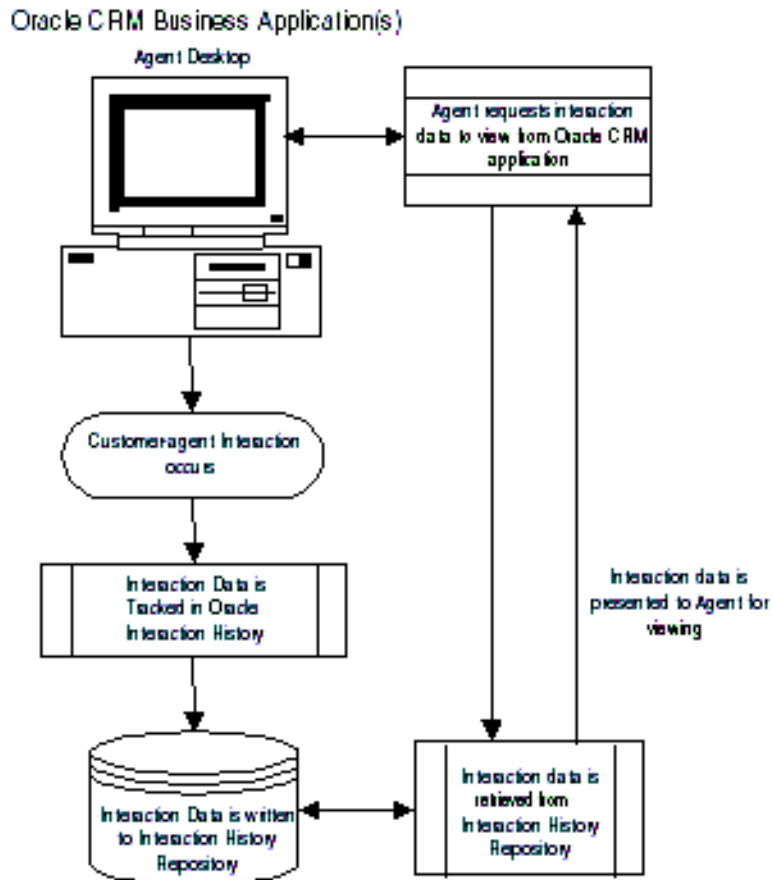 Oracle CRM Business Application(s)
Agent Desktop
Agent requests interaction
data to view from Oracle CRM
application
Customer-agent Interaction
occurs
Interaction Data is
Tracked in Oracle
Interaction History
Interaction data is
presented to Agent for
viewing
Interaction Data is written
to Interaction History
Repository
Interaction data is
retrieved from
Interaction History
Repository